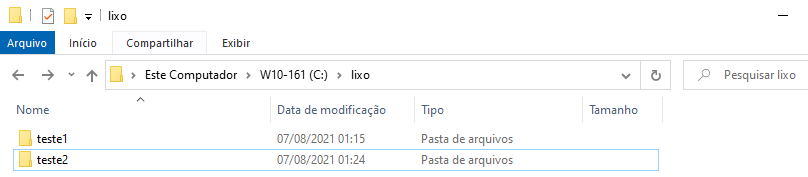 lixo
Arquivo Início Compartilhar Exibir
Este Computador W10-161 (C:) lixo Pesquisar lixo
Nome Data de modificação Tipo Tamanho
teste1 07/08/2021 01:15 Pasta de arquivos
teste2 07/08/2021 01:24 Pasta de arquivos